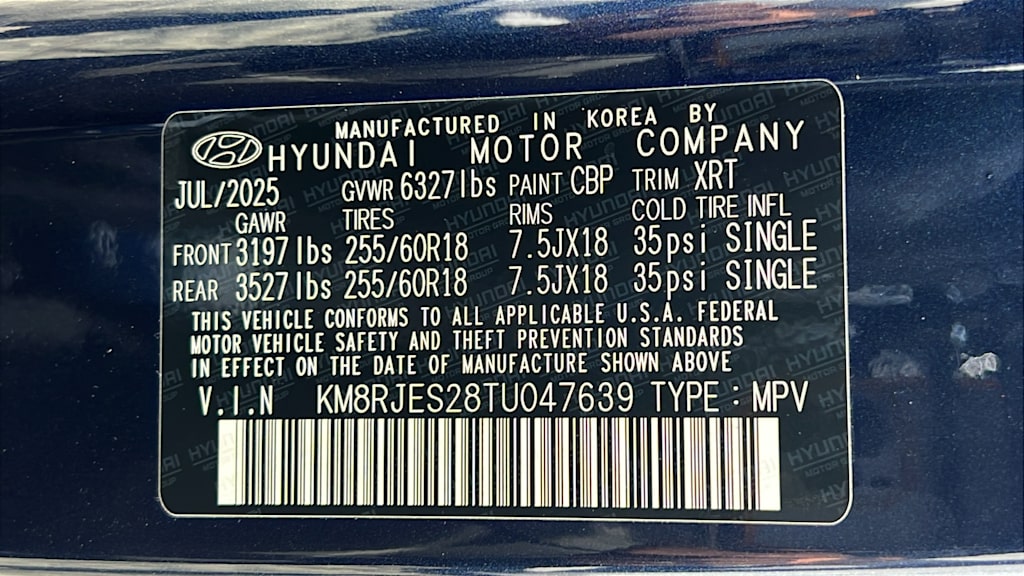 MANUFACTURED IN KOREA BY
HYUNDAI MOTOR COMPANY
JUL/2025 GVWR 6327lbs PAINT CBP TRIM XRT
GAWR TIRES RIMS COLD TIRE INFL
FRONT 3197lbs 255/60R18 7.5JX18 35psi SINGLE
REAR 3527lbs 255/60R18 7.5JX18 35psi SINGLE
THIS VEHICLE CONFORMS TO ALL APPLICABLE U.S.A. FEDERAL
MOTOR VEHICLE SAFETY AND THEFT PREVENTION STANDARDS
IN EFFECT ON THE DATE OF MANUFACTURE SHOWN ABOVE
V.I.N KM8RJES28TU047639 TYPE : MPV